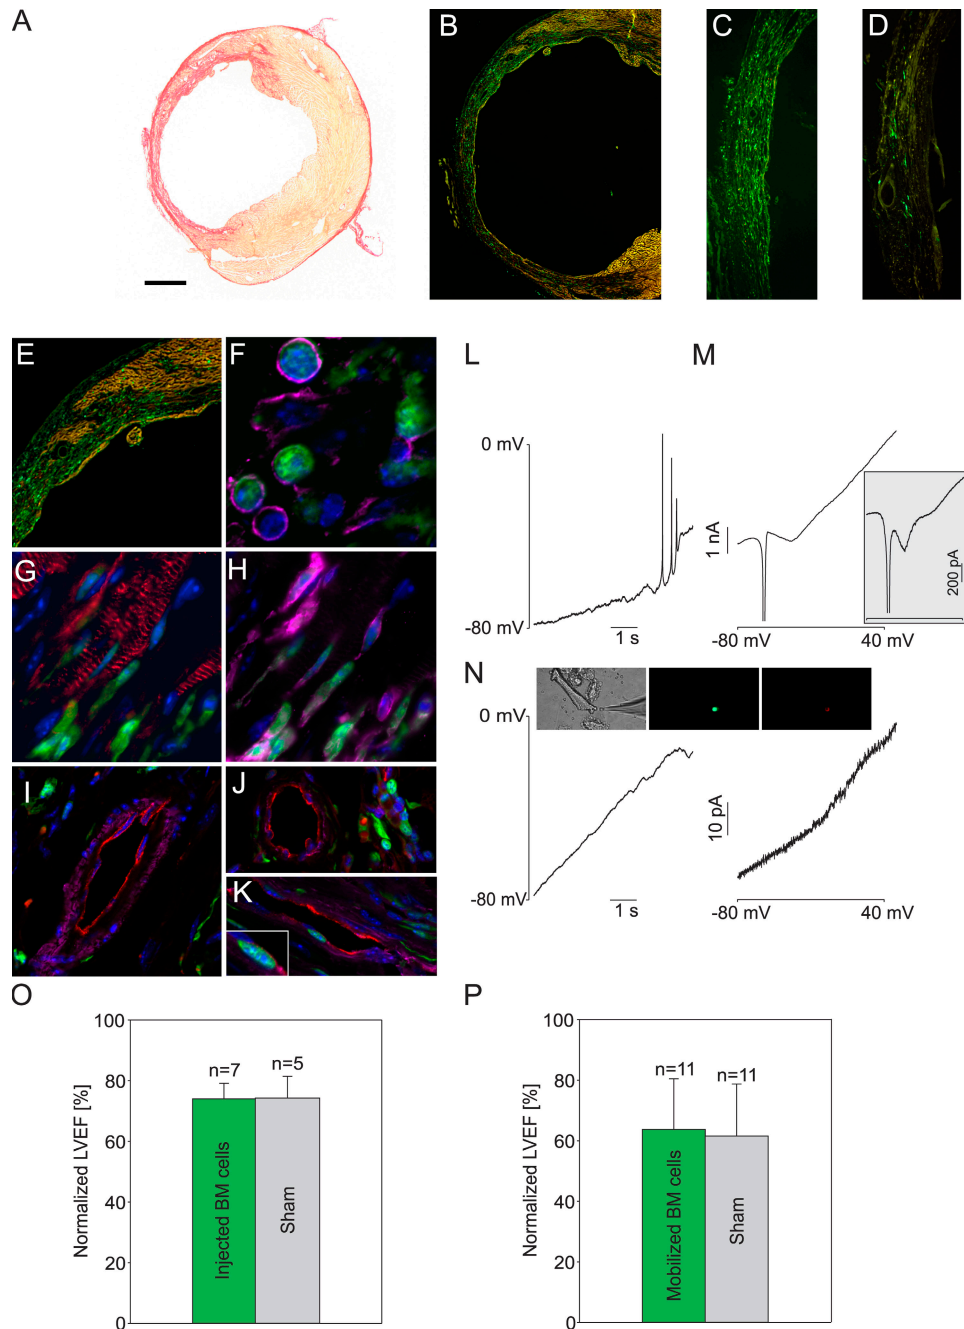 A
B
C
D
E
F
L
M
0 mV
-80 mV
1 s
1 nA
200 pA
-80 mV
40 mV
G
H
N
0 mV
-80 mV
1 s
10 pA
-80 mV
40 mV
I
J
K
O
P
100
80
60
40
20
0
Normalized LVEF [%]
n=7
n=5
Injected BM cells
Sham
100
80
60
40
20
0
Normalized LVEF [%]
n=11
n=11
Mobilized BM cells
Sham